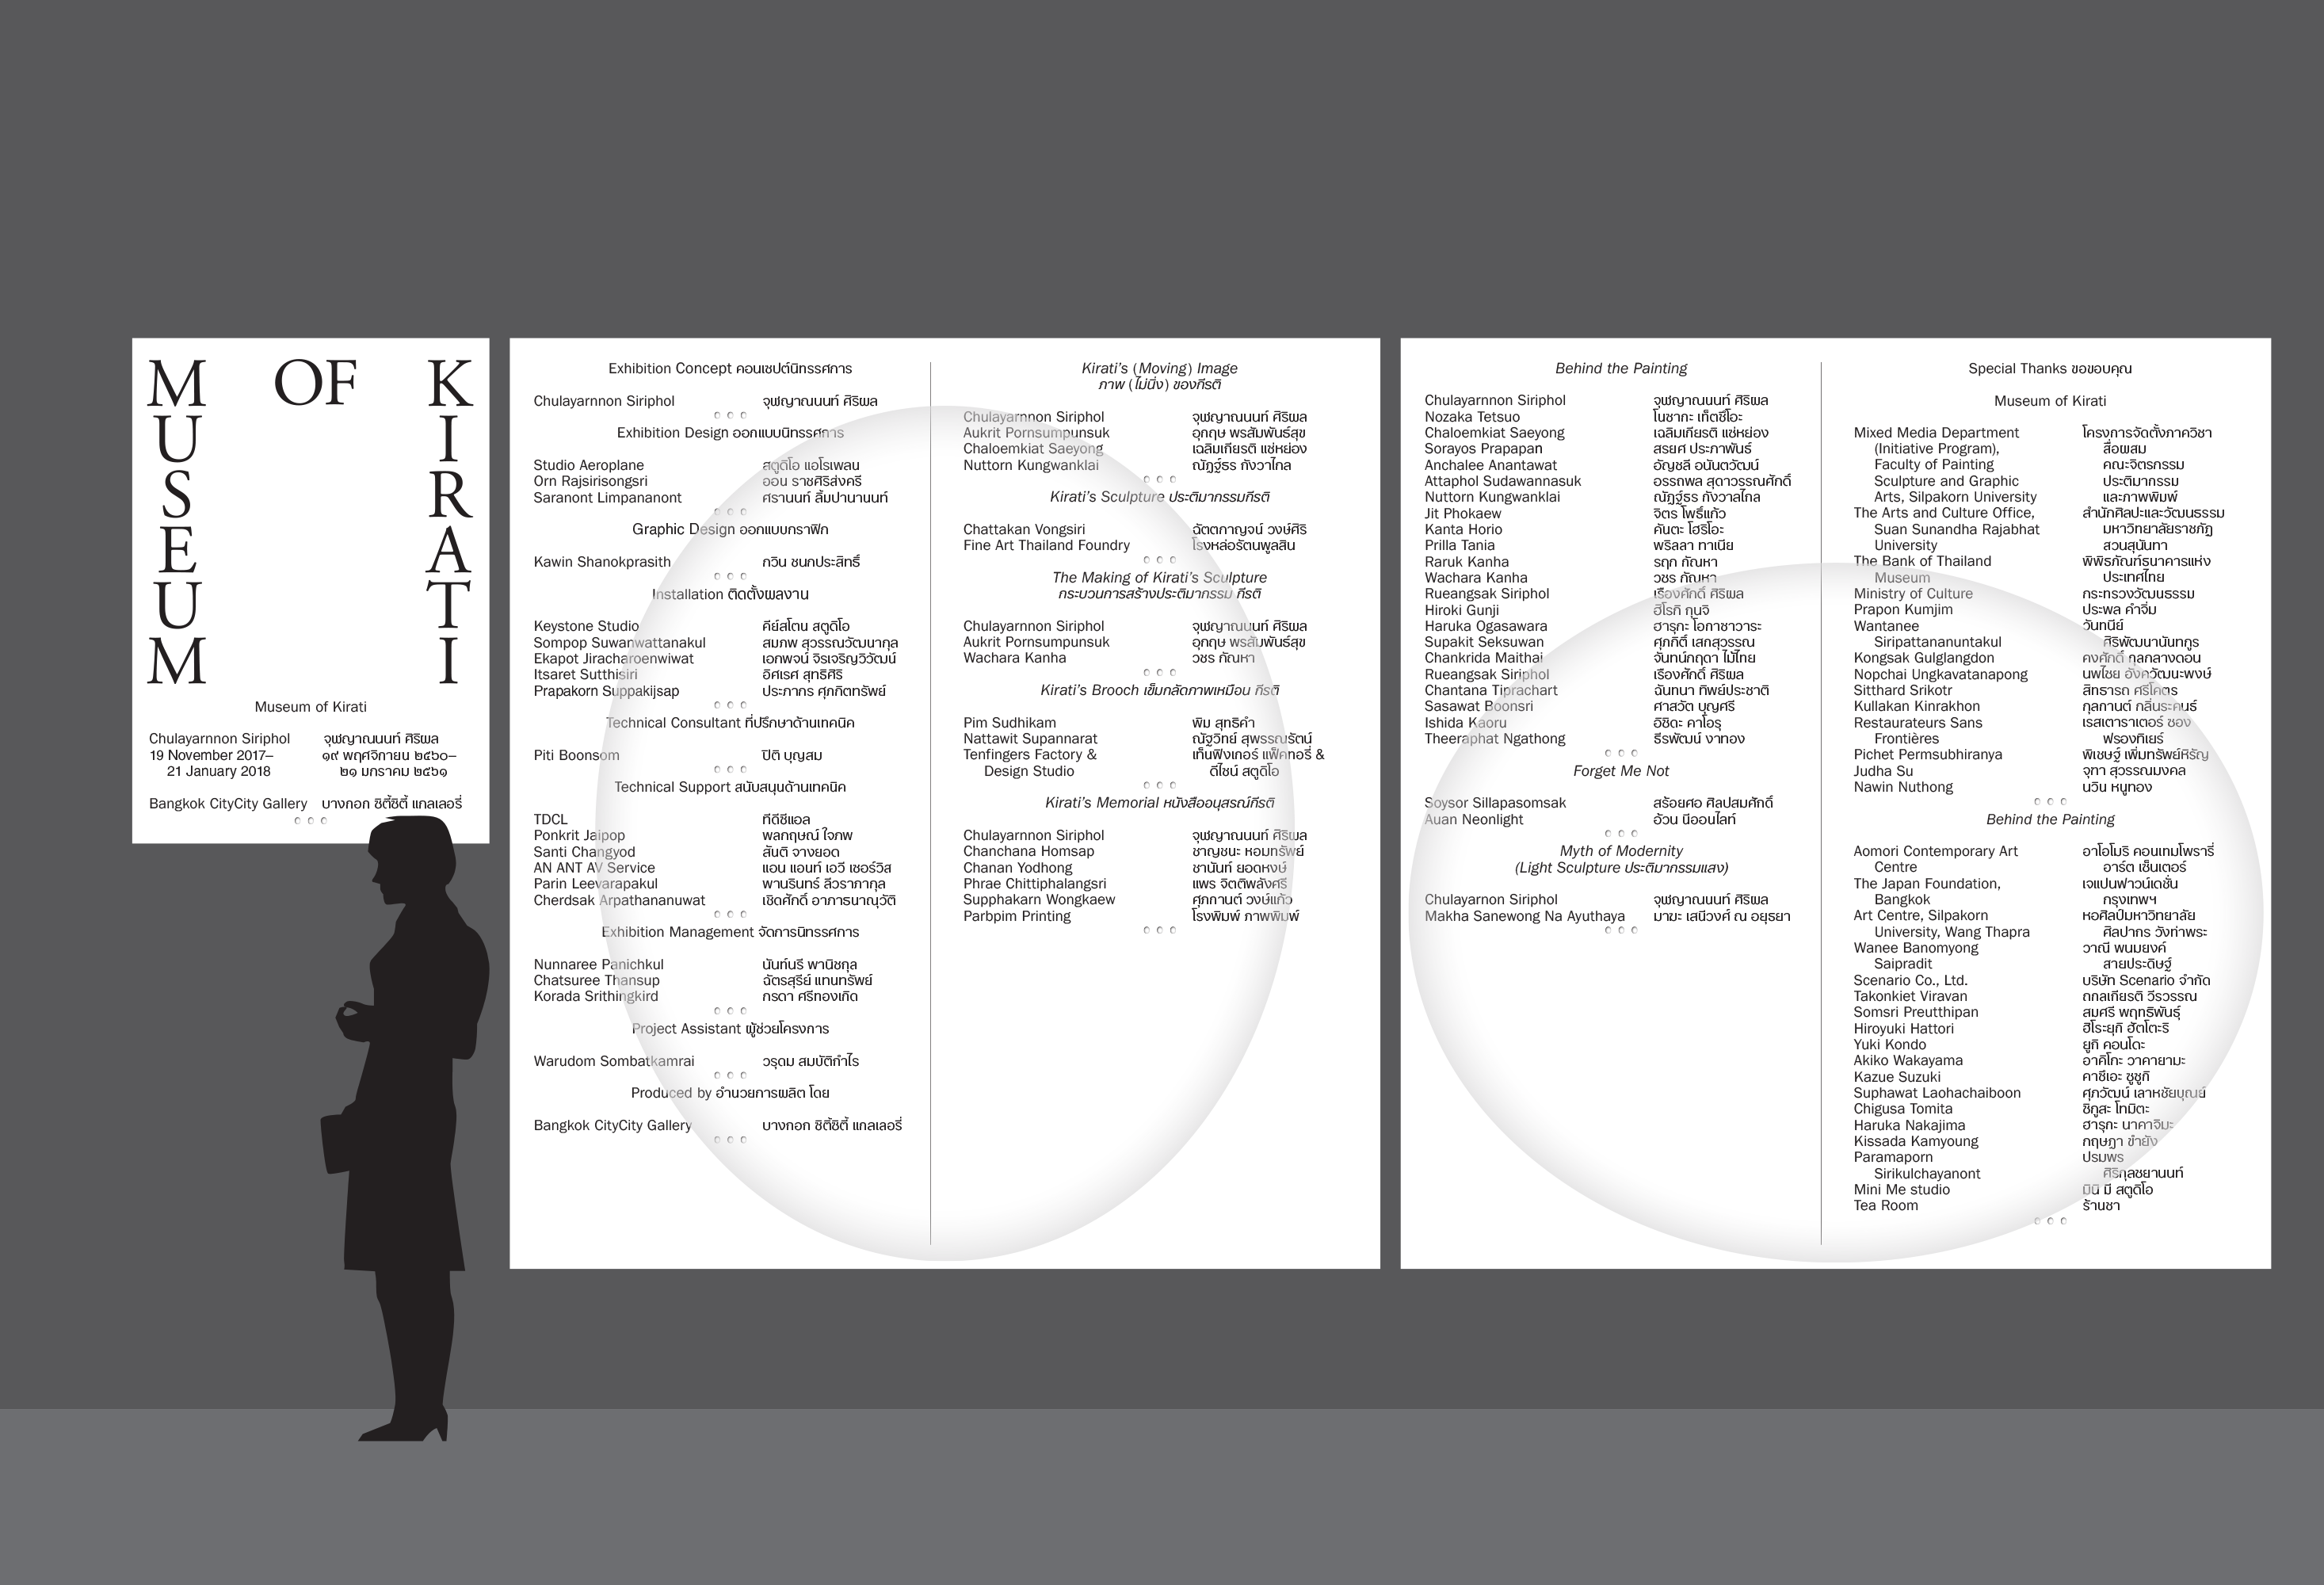 MUSEUM OF KIRATI
Museum of Kirati
Chulayarnnon Siriphol จุฬญาณนนท์ ศิริผล
19 November 2017– ๑๙ พฤศจิกายน ๒๕๖๐–
21 January 2018 ๒๑ มกราคม ๒๕๖๑
Bangkok CityCity Gallery บางกอก ซิตี้ซิตี้ แกลเลอรี่
Exhibition Concept คอนเซปต์นิทรรศการ
Chulayarnnon Siriphol จุฬญาณนนท์ ศิริผล
Exhibition Design ออกแบบนิทรรศการ
Studio Aeroplane สตูดิโอ แอโรเพลน
Orn Rajsirisongsri ออน ราชศิริส่งครี
Saranont Limpananont ศรานนท์ ลิ้มปานานนท์
Graphic Design ออกแบบกราฟิก
Kawin Shanokprasith กวิน ชนกประสิทธิ์
Installation ติดตั้งผลงาน
Keystone Studio คีย์สโตน สตูดิโอ
Sompop Suwanwattanakul สมภพ สุวรรณวัฒนากุล
Ekapot Jiracharoenwiwat เอกพจน์ จิรเจริญวิวัฒน์
Itsaret Sutthisiri อิศเรศ สุทธิศิริ
Prapakorn Suppakijsap ประภากร ศุภกิตทรัพย์
Technical Consultant ที่ปรึกษาด้านเทคนิค
Piti Boonsom ปิติ บุญสม
Technical Support สนับสนุนด้านเทคนิค
TDCL ทีดีซีแอล
Ponkrit Jaipop พลกฤษณ์ ใจภพ
Santi Changyod สันติ จางยอด
AN ANT AV Service แอน แอนท์ เอวี เซอร์วิส
Parin Leevarapakul พานรินทร์ ลีวราภากุล
Cherdsak Arpathananuwat เชิดศักดิ์ อาภาธนาณุวัติ
Exhibition Management จัดการนิทรรศการ
Nunnaree Panichkul นันท์นรี พานิชกุล
Chatsuree Thansup ฉัตรสุรีย์ แทนทรัพย์
Korada Srithingkird กรดา ศรีทองเกิด
Project Assistant ผู้ช่วยโครงการ
Warudom Sombatkamrai วรุดม สมบัติกำไร
Produced by อำนวยการผลิต โดย
Bangkok CityCity Gallery บางกอก ซิตี้ซิตี้ แกลเลอรี่
Kirati’s (Moving) Image
ภาพ (ไม่นิ่ง) ของกีรติ
Chulayarnnon Siriphol จุฬญาณนนท์ ศิริผล
Aukrit Pornsumpunsuk อุกฤษ พรสัมพันธ์สุข
Chaloemkiat Saeyong เฉลิมเกียรติ แซ่หย่อง
Nuttorn Kungwanklai ณัฏฐ์ธร กังวาลไกล
Kirati’s Sculpture ประติมากรรมกีรติ
Chattakan Vongsiri ฉัตตกาญจน์ วงษ์ศิริ
Fine Art Thailand Foundry โรงหล่อรัตนพูลสิน
The Making of Kirati’s Sculpture
กระบวนการสร้างประติมากรรม กีรติ
Chulayarnnon Siriphol จุฬญาณนนท์ ศิริผล
Aukrit Pornsumpunsuk อุกฤษ พรสัมพันธ์สุข
Wachara Kanha วชร กัณหา
Kirati’s Brooch เข็มกลัดภาพเหมือน กีรติ
Pim Sudhikam พิม สุทธิคำ
Nattawit Supannarat ณัฐวิทย์ สุพรรณรัตน์
Tenfingers Factory & เท็นฟิงเกอร์ แฟ็คทอรี่ &
Design Studio ดีไซน์ สตูดิโอ
Kirati’s Memorial หนังสืออนุสรณ์กีรติ
Chulayarnnon Siriphol จุฬญาณนนท์ ศิริผล
Chanchana Homsap ชาญชนะ หอมทรัพย์
Chanan Yodhong ชานันท์ ยอดหงษ์
Phrae Chittiphalangsri แพร จิตติพลังศรี
Supphakarn Wongkaew ศุภกานต์ วงษ์แก้ว
Parbpim Printing โรงพิมพ์ ภาพพิมพ์
Behind the Painting
Chulayarnnon Siriphol จุฬญาณนนท์ ศิริผล
Nozaka Tetsuo โนซากะ เท็ตซึโอะ
Chaloemkiat Saeyong เฉลิมเกียรติ แซ่หย่อง
Sorayos Prapapan สรยศ ประภาพันธ์
Anchalee Anantawat อัญชลี อนันตวัฒน์
Attaphol Sudawannasuk อรรถพล สุดาวรรณศักดิ์
Nuttorn Kungwanklai ณัฏฐ์ธร กังวาลไกล
Jit Phokaew จิตร โพธิ์แก้ว
Kanta Horio คันตะ โฮริโอะ
Prilla Tania พริลลา ทาเนีย
Raruk Kanha รฤก กัณหา
Wachara Kanha วชร กัณหา
Rueangsak Siriphol เรืองศักดิ์ ศิริผล
Hiroki Gunji ฮิโรกิ กุนจิ
Haruka Ogasawara ฮารุกะ โอกาซาวาระ
Supakit Seksuwan ศุภกิตติ์ เสกสุวรรณ
Chankrida Maithai จันทน์กฤดา ไม้ไทย
Rueangsak Siriphol เรืองศักดิ์ ศิริผล
Chantana Tiprachart ฉันทนา ทิพย์ประชาติ
Sasawat Boonsri ศาสวัต บุญศรี
Ishida Kaoru อิชิดะ คาโอรุ
Theeraphat Ngathong ธีรพัฒน์ งาทอง
Forget Me Not
Soysor Sillapasomsak สร้อยศอ ศิลปสมศักดิ์
Auan Neonlight อ้วน นีออนไลท์
Myth of Modernity
(Light Sculpture ประติมากรรมแสง)
Chulayarnon Siriphol จุฬญาณนนท์ ศิริผล
Makha Sanewong Na Ayuthaya มาฆะ เสนีวงศ์ ณ อยุธยา
Special Thanks ขอขอบคุณ
Museum of Kirati
Mixed Media Department โครงการจัดตั้งภาควิชา
(Initiative Program), สื่อผสม
Faculty of Painting คณะจิตรกรรม
Sculpture and Graphic ประติมากรรม
Arts, Silpakorn University และภาพพิมพ์
The Arts and Culture Office, สำนักศิลปะและวัฒนธรรม
Suan Sunandha Rajabhat มหาวิทยาลัยราชภัฏ
University สวนสุนันทา
The Bank of Thailand พิพิธภัณฑ์ธนาคารแห่ง
Museum ประเทศไทย
Ministry of Culture กระทรวงวัฒนธรรม
Prapon Kumjim ประพล คำจิ่ม
Wantanee วันทนีย์
Siripattananuntakul ศิริพัฒนานันทกูร
Kongsak Gulglangdon คงศักดิ์ กุลกลางดอน
Nopchai Ungkavatanapong นพไชย อังควัฒนะพงษ์
Sitthard Srikotr สิทธารถ ศรีโคตร
Kullakan Kinrakhon กุลกานต์ กลิ่นระคนธ์
Restaurateurs Sans เรสเตาราเตอร์ ซอง
Frontières ฟรองทิเยร์
Pichet Permsubhiranya พิเชษฐ์ เพิ่มทรัพย์หิรัญ
Judha Su จุฑา สุวรรณมงคล
Nawin Nuthong นวิน หนูทอง
Behind the Painting
Aomori Contemporary Art อาโอโมริ คอนเทมโพรารี่
Centre อาร์ต เซ็นเตอร์
The Japan Foundation, เจแปนฟาวน์เดชั่น
Bangkok กรุงเทพฯ
Art Centre, Silpakorn หอศิลป์มหาวิทยาลัย
University, Wang Thapra ศิลปากร วังท่าพระ
Wanee Banomyong วาณี พนมยงค์
Saipradit สายประดิษฐ์
Scenario Co., Ltd. บริษัท Scenario จำกัด
Takonkiet Viravan ถกลเกียรติ วีรวรรณ
Somsri Preutthipan สมศรี พฤทธิพันธุ์
Hiroyuki Hattori ฮิโระยุกิ ฮัตโตะริ
Yuki Kondo ยูกิ คอนโดะ
Akiko Wakayama อาคิโกะ วาคายามะ
Kazue Suzuki คาซึเอะ ซูซูกิ
Suphawat Laohachaiboon ศุภวัฒน์ เลาหชัยบุณย์
Chigusa Tomita ชิกูสะ โทมิตะ
Haruka Nakajima ฮารุกะ นาคาจิมะ
Kissada Kamyoung กฤษฎา ขำยัง
Paramaporn ปรมพร
Sirikulchayanont ศิริกุลชยานนท์
Mini Me studio มินิ มี สตูดิโอ
Tea Room ร้านชา